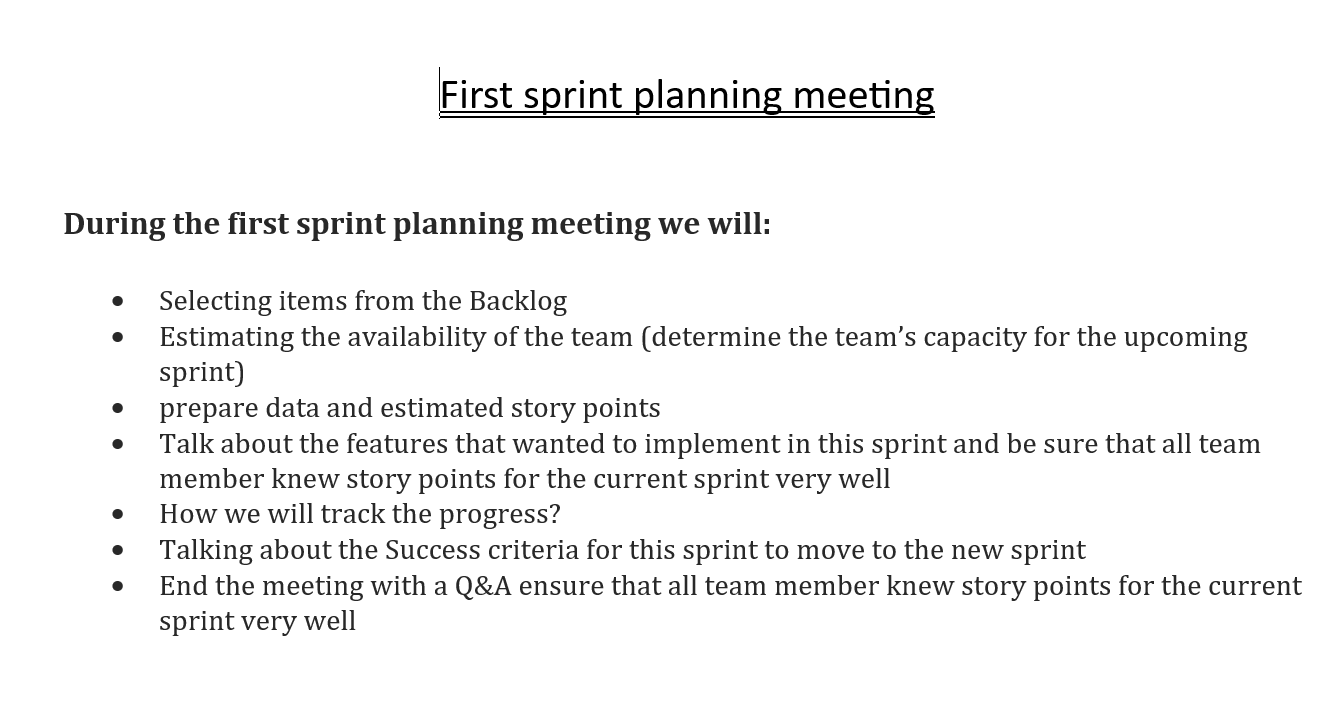 First sprint planning meeting
During the first sprint planning meeting we will:
• Selecting items from the Backlog
• Estimating the availability of the team (determine the team’s capacity for the upcoming
sprint)
• prepare data and estimated story points
• Talk about the features that wanted to implement in this sprint and be sure that all team
member knew story points for the current sprint very well
• How we will track the progress?
• Talking about the Success criteria for this sprint to move to the new sprint
• End the meeting with a Q&A ensure that all team member knew story points for the current
sprint very well